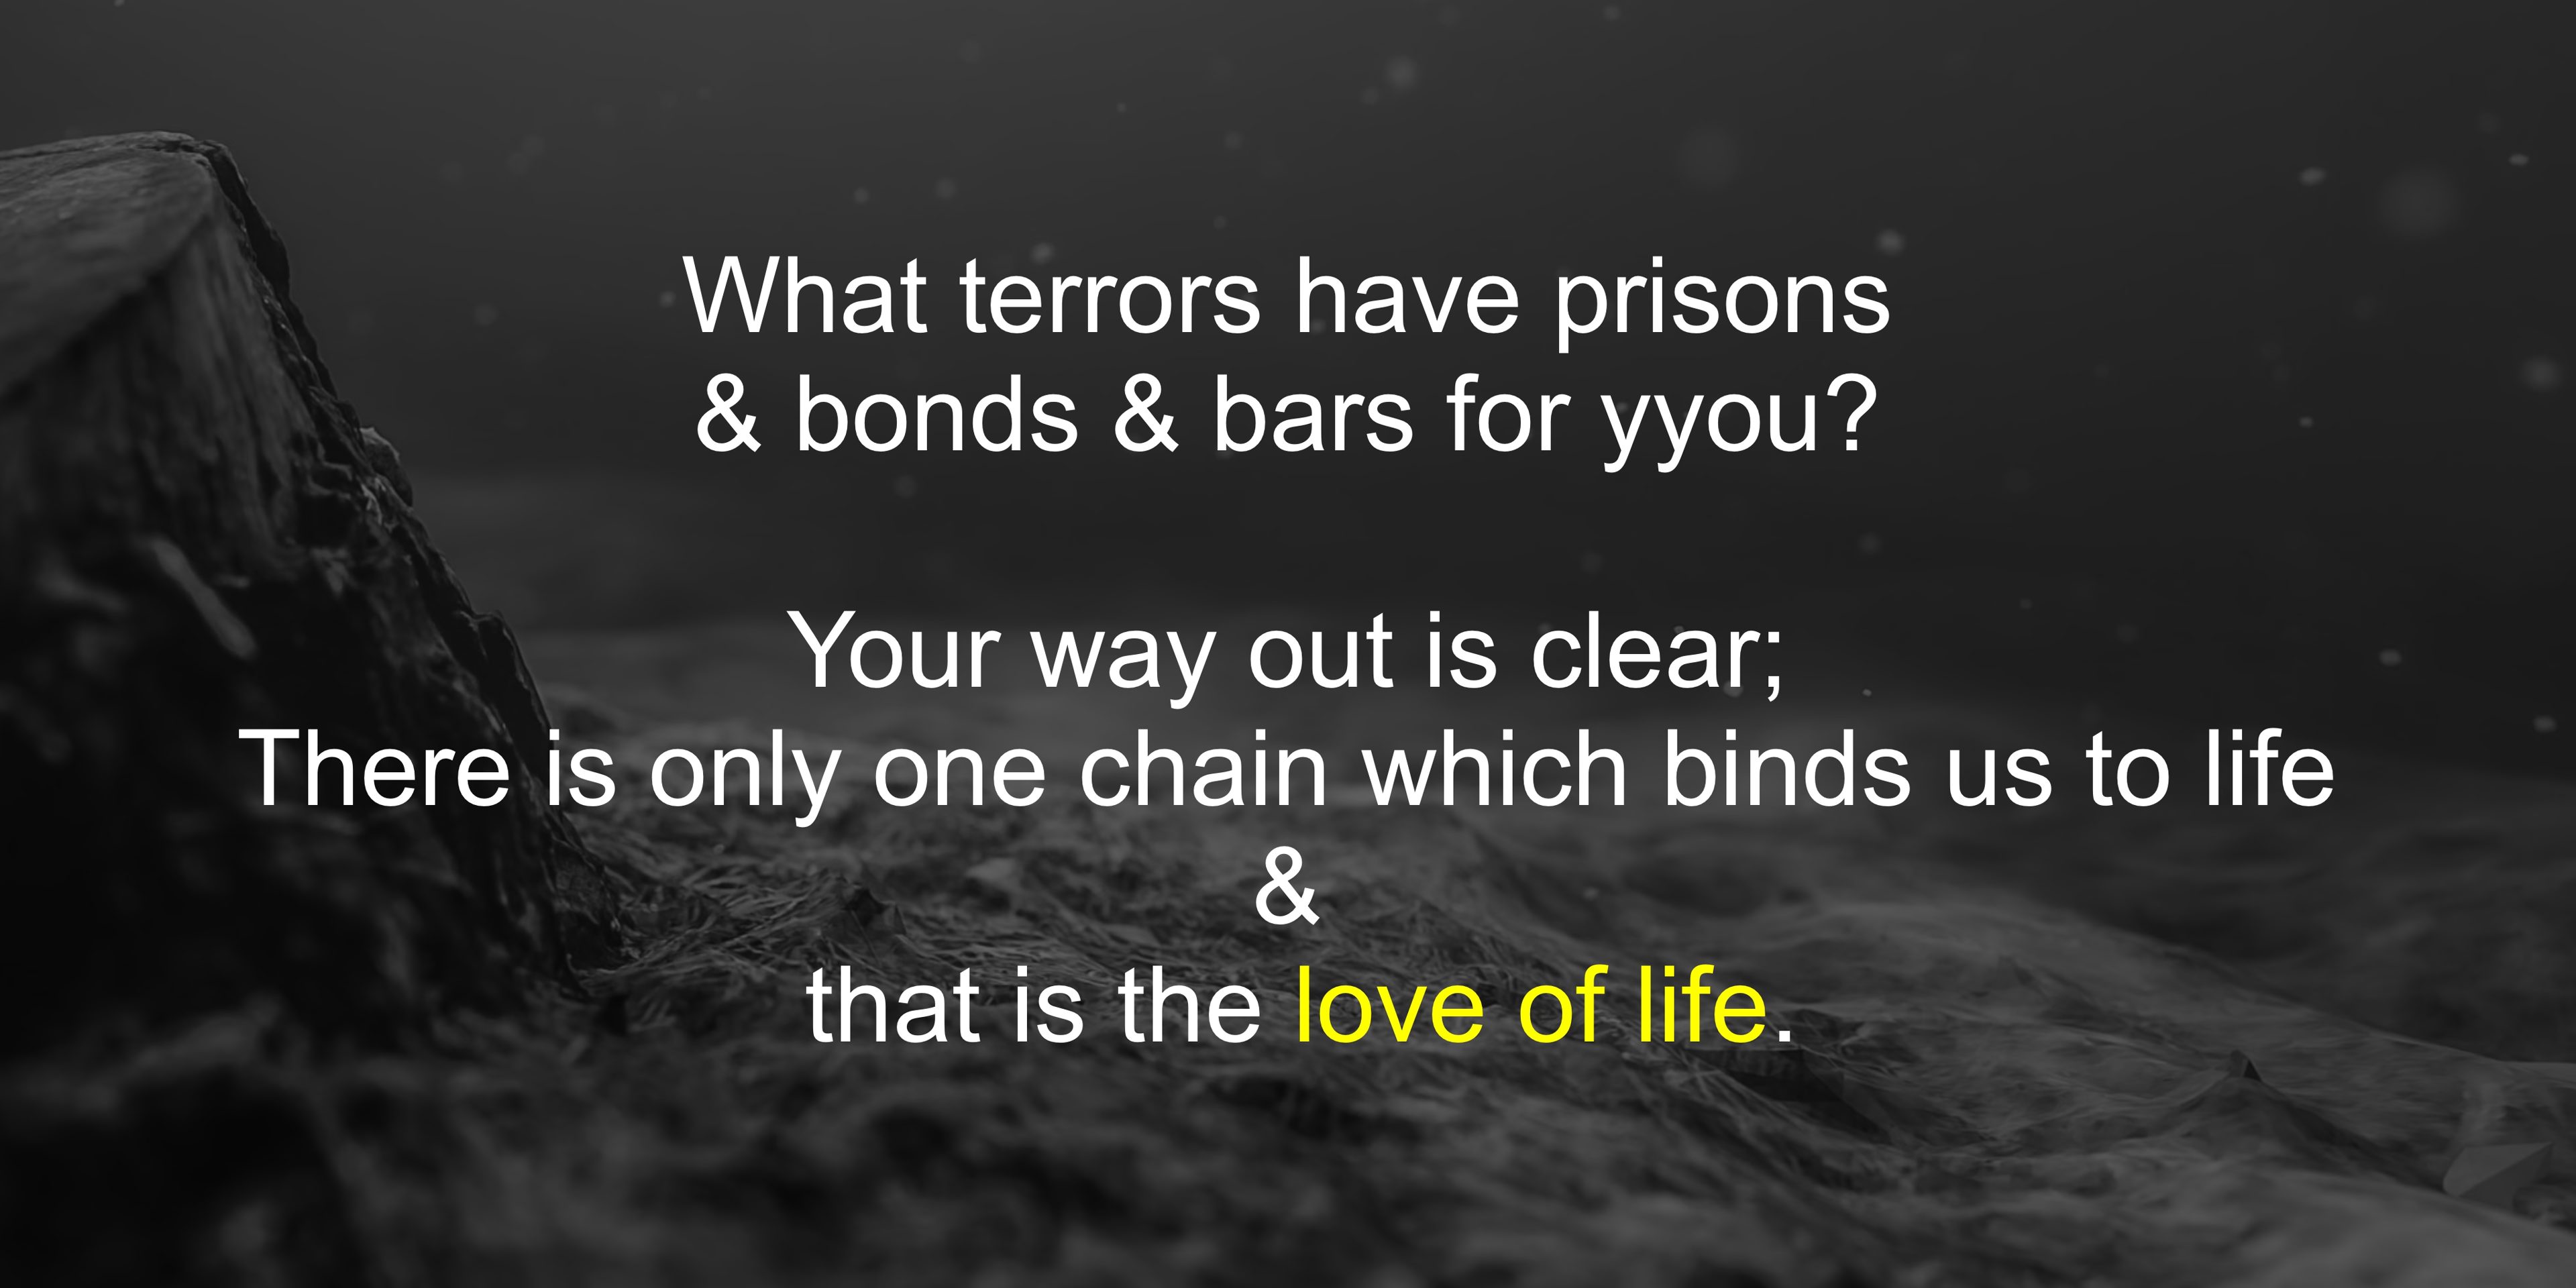 What terrors have prisons
& bonds & bars for yyou?
Your way out is clear;
There is only one chain which binds us to life
&
that is the love of life.